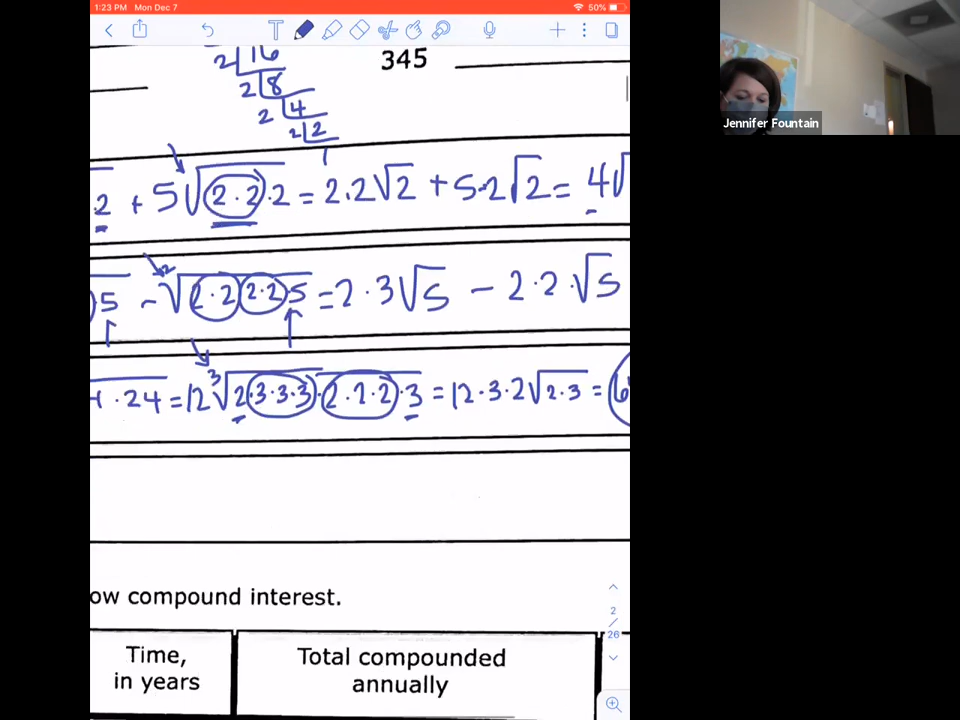 1:23 PM Mon Dec 7
50%
2 16
345
2 8
2 4
2 2
1
2 + 5√2·2·2 = 2·2√2 + 5·2√2 = 4√
)5 - ²√2·2 2·2·5 = 2·3√5 - 2·2·√5
·24 = 12 ³√2·3·3·3·2·2·2·3 = 12·3·2√2·3 = 6
ow compound interest.
2
/
26
Time,
in years
Total compounded
annually
Jennifer Fountain